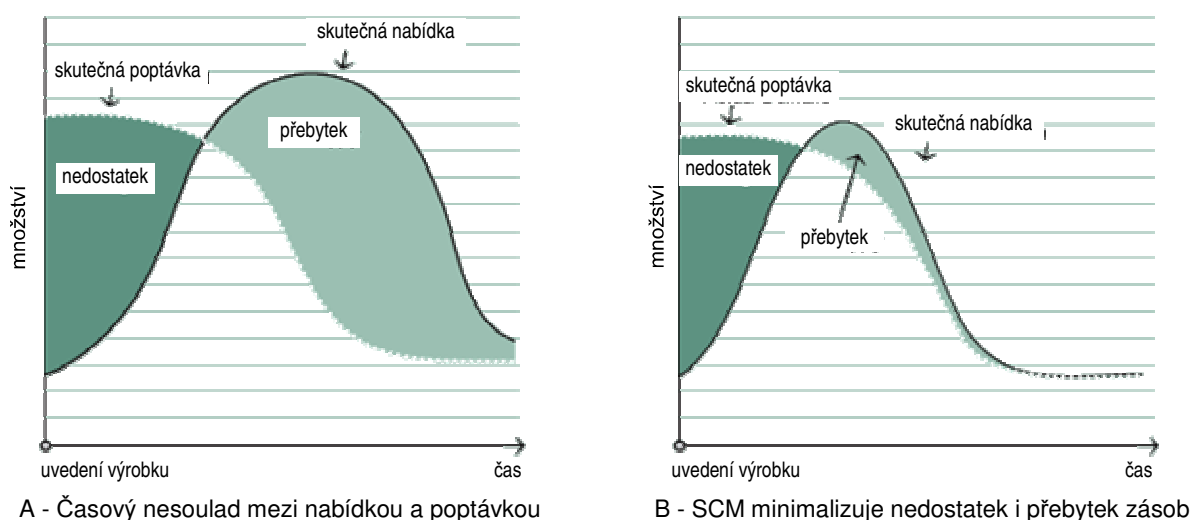 skutečná nabídka
skutečná poptávka
přebytek
nedostatek
množství
uvedení výrobku
čas
A - Časový nesoulad mezi nabídkou a poptávkou
skutečná poptávka
skutečná nabídka
nedostatek
přebytek
množství
uvedení výrobku
čas
B - SCM minimalizuje nedostatek i přebytek zásob